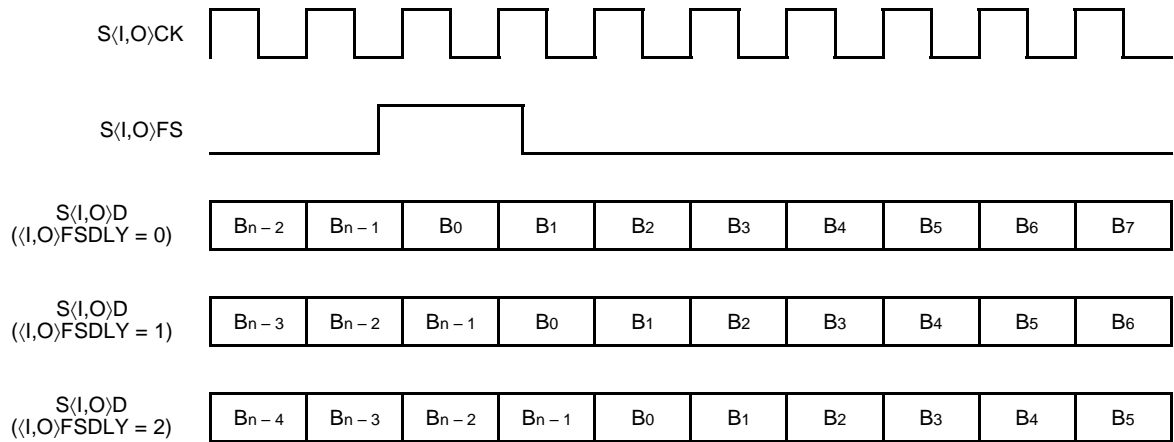 S⟨I,O⟩CK
S⟨I,O⟩FS
S⟨I,O⟩D
(⟨I,O⟩FSDLY = 0)
Bn – 2 Bn – 1 B0 B1 B2 B3 B4 B5 B6 B7
S⟨I,O⟩D
(⟨I,O⟩FSDLY = 1)
Bn – 3 Bn – 2 Bn – 1 B0 B1 B2 B3 B4 B5 B6
S⟨I,O⟩D
(⟨I,O⟩FSDLY = 2)
Bn – 4 Bn – 3 Bn – 2 Bn – 1 B0 B1 B2 B3 B4 B5